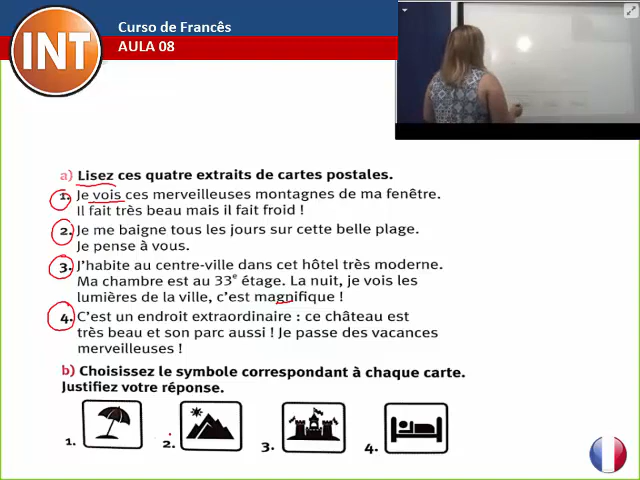 INT
Curso de Francês
AULA 08
a) Lisez ces quatre extraits de cartes postales.
1. Je vois ces merveilleuses montagnes de ma fenêtre.
Il fait très beau mais il fait froid !
2. Je me baigne tous les jours sur cette belle plage.
Je pense à vous.
3. J'habite au centre-ville dans cet hôtel très moderne.
Ma chambre est au 33e étage. La nuit, je vois les
lumières de la ville, c'est magnifique !
4. C'est un endroit extraordinaire : ce château est
très beau et son parc aussi ! Je passe des vacances
merveilleuses !
b) Choisissez le symbole correspondant à chaque carte.
Justifiez votre réponse.
1. 2. 3. 4.